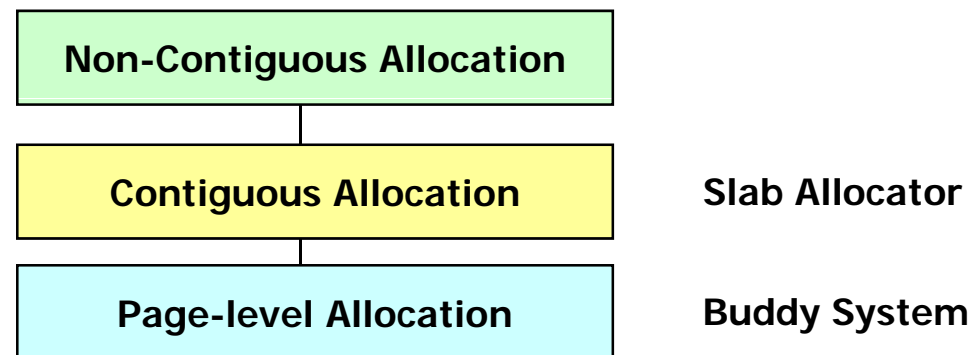 Non-Contiguous Allocation
Contiguous Allocation
Slab Allocator
Page-level Allocation
Buddy System